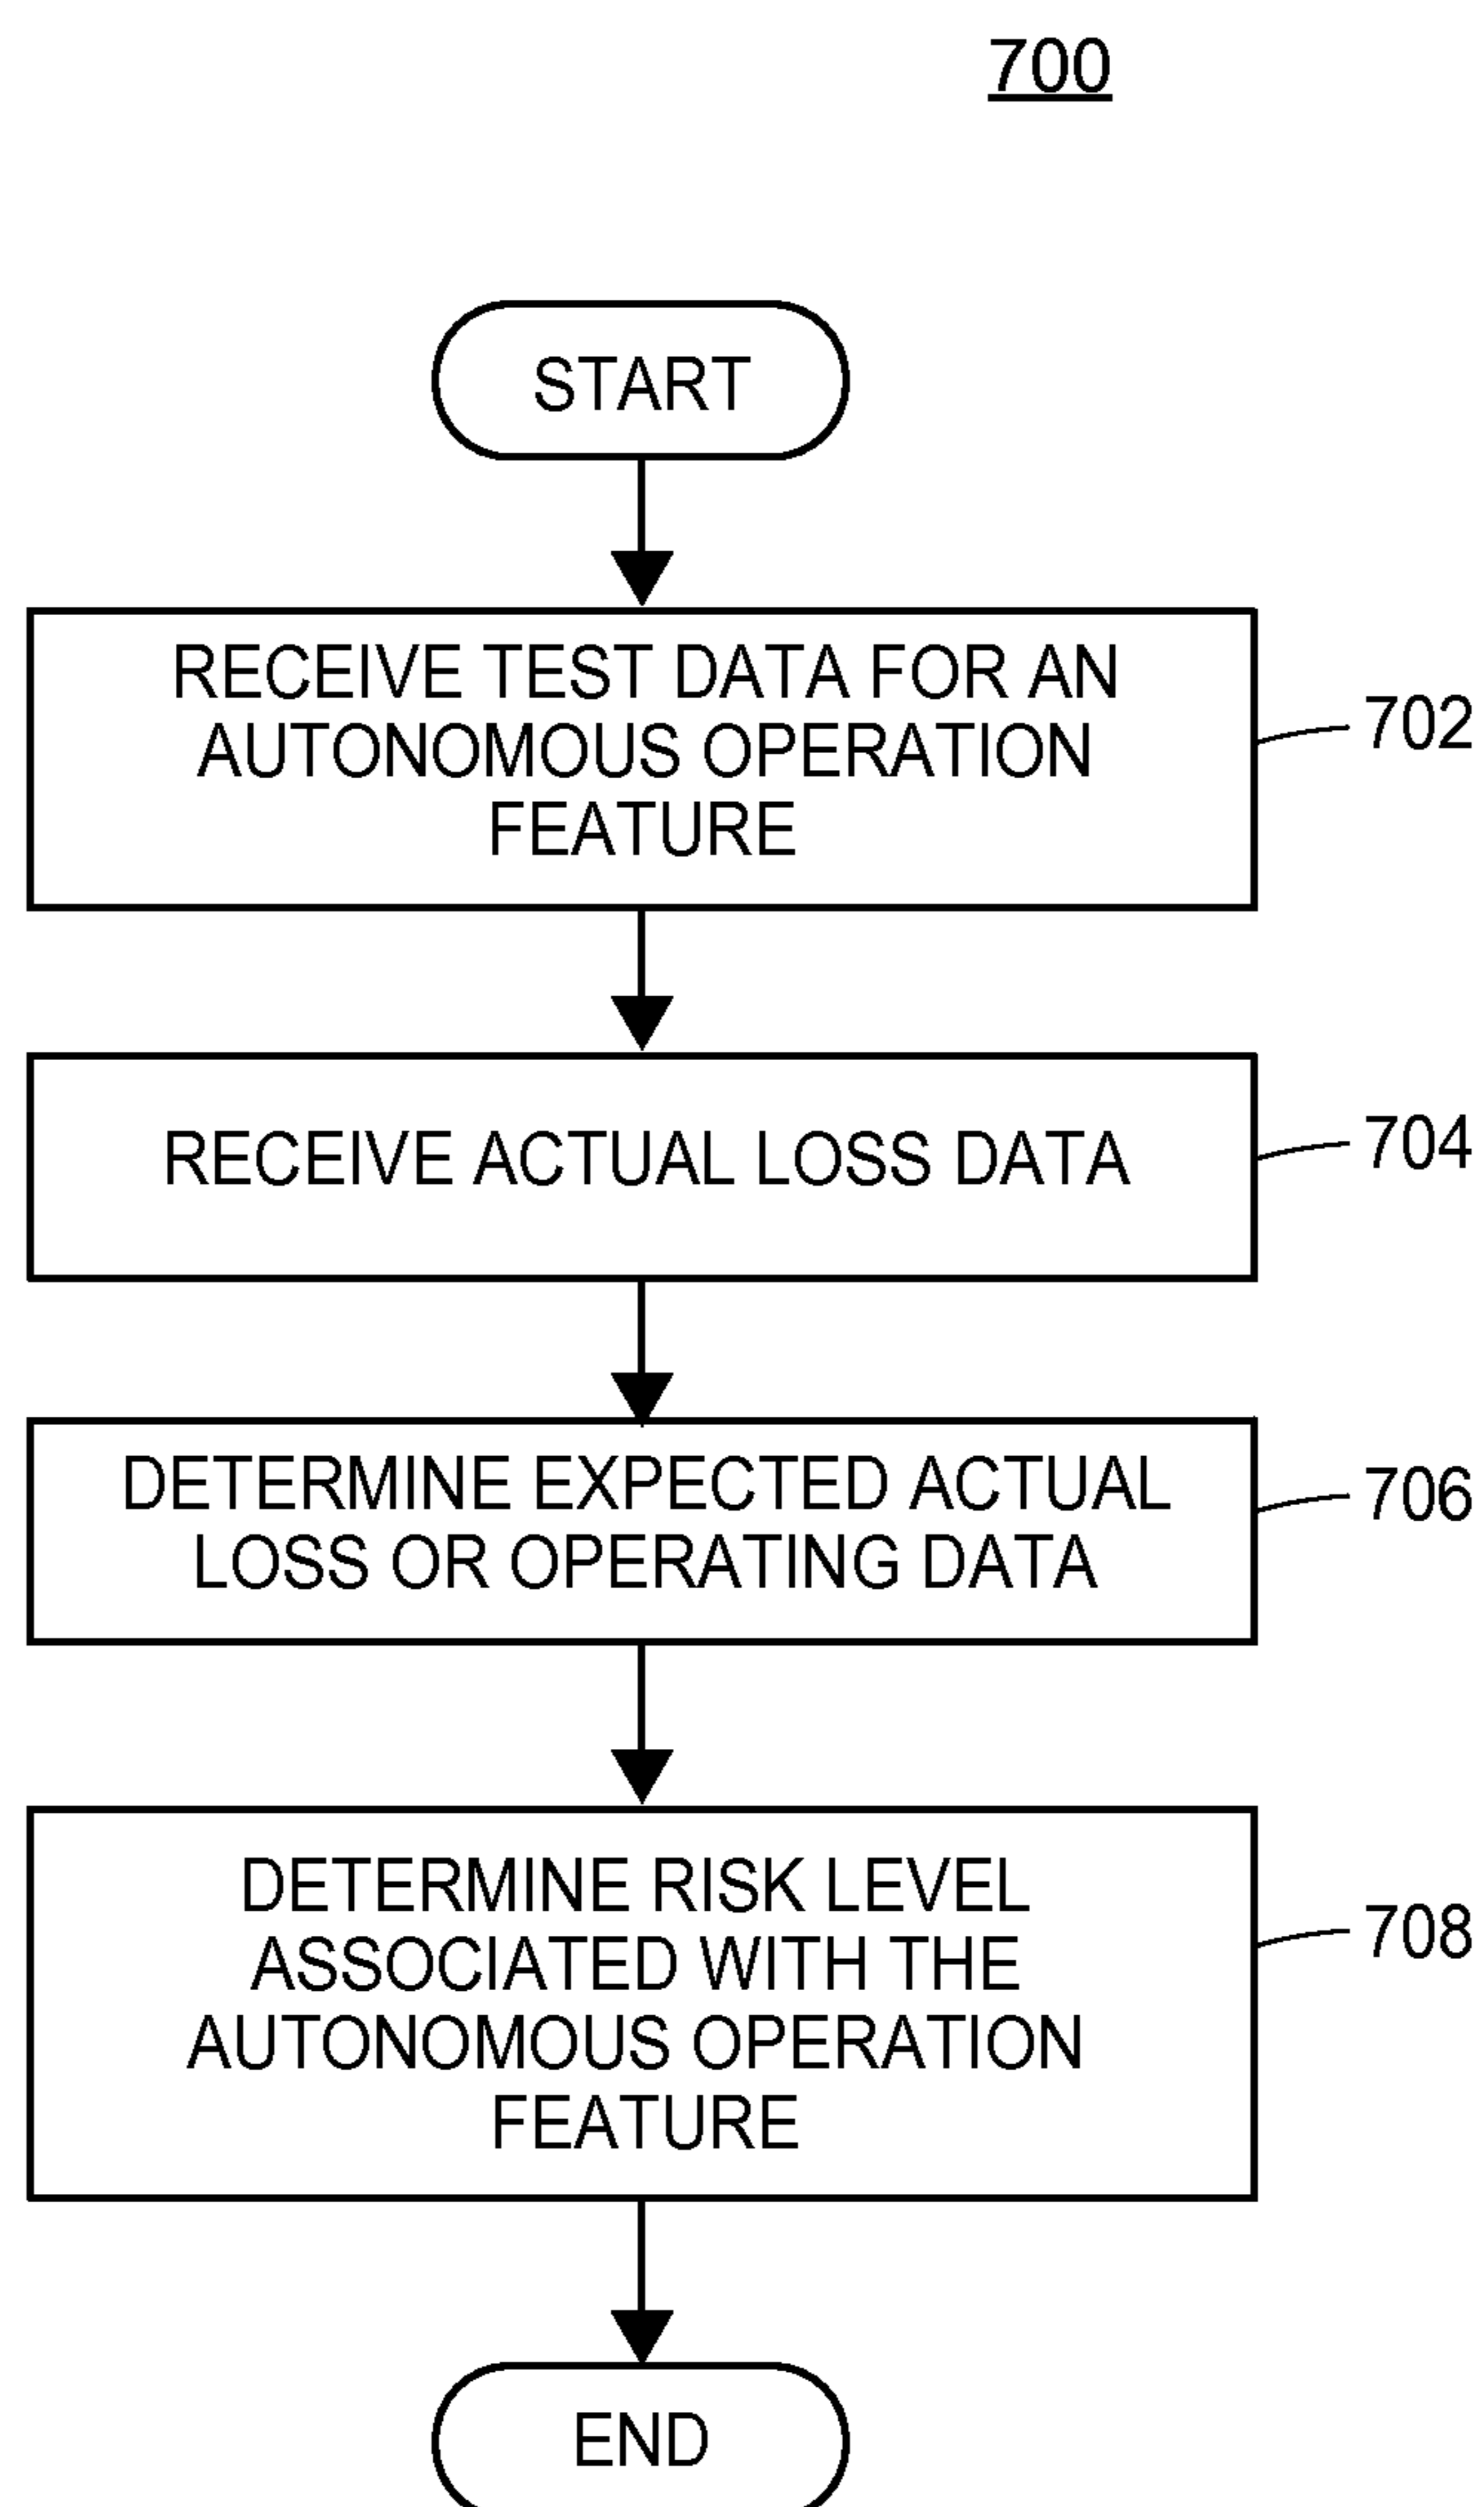 700
START
RECEIVE TEST DATA FOR AN
AUTONOMOUS OPERATION
FEATURE
702
RECEIVE ACTUAL LOSS DATA
704
DETERMINE EXPECTED ACTUAL
LOSS OR OPERATING DATA
706
DETERMINE RISK LEVEL
ASSOCIATED WITH THE
AUTONOMOUS OPERATION
FEATURE
708
END